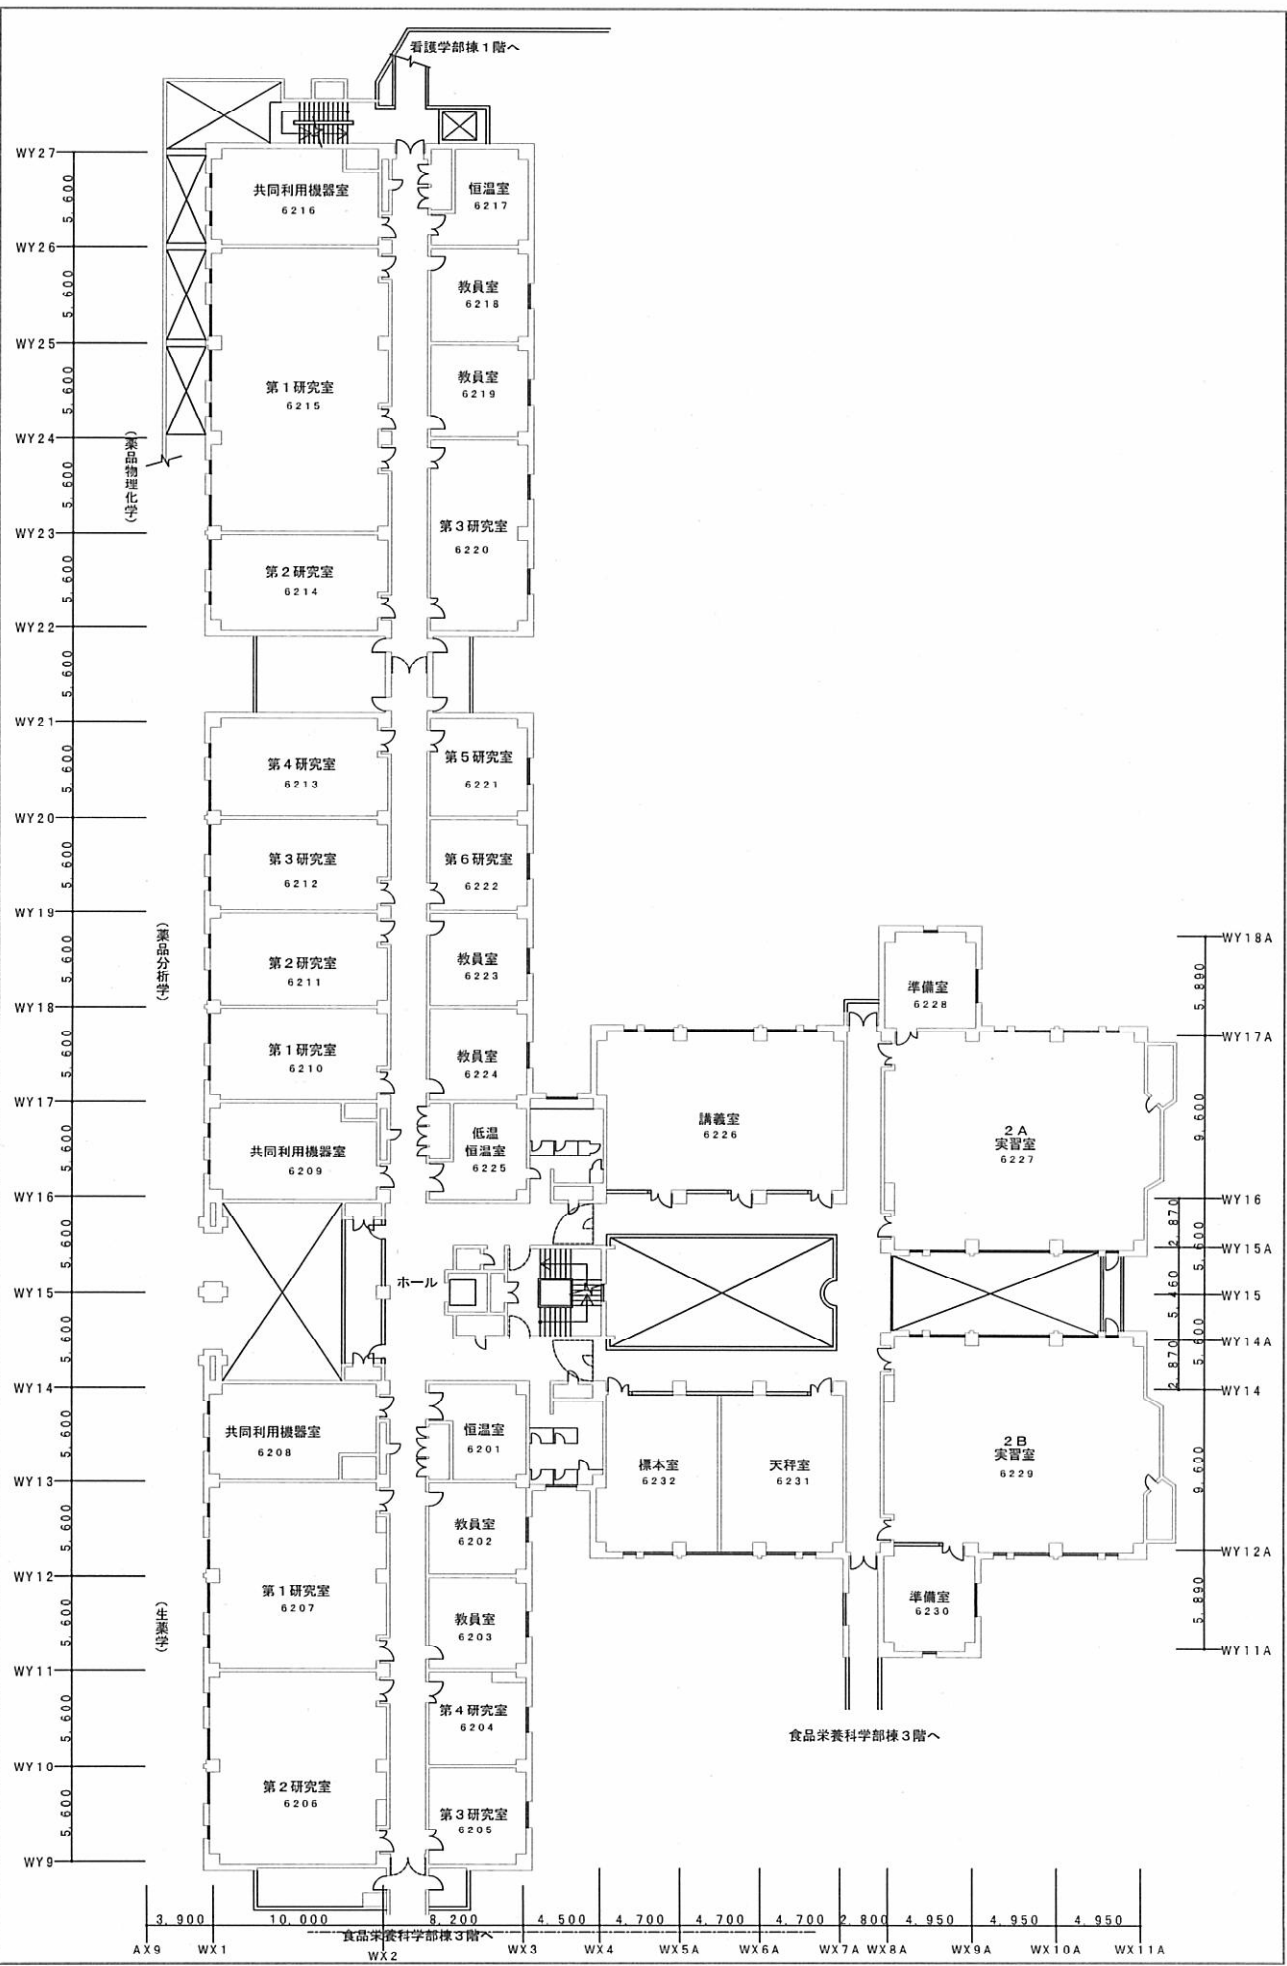 看護学部棟1階へ
WY27
5,600
WY26
5,600
WY25
5,600
WY24
5,600
WY23
5,600
WY22
5,600
WY21
5,600
WY20
5,600
WY19
5,600
WY18
5,600
WY17
5,600
WY16
5,600
WY15
5,600
WY14
5,600
WY13
5,600
WY12
5,600
WY11
5,600
WY10
5,600
WY9
(薬品物理化学)
(薬品分析学)
(生薬学)
共同利用機器室
6216
恒温室
6217
教員室
6218
第1研究室
6215
教員室
6219
第3研究室
6220
第2研究室
6214
第4研究室
6213
第5研究室
6221
第3研究室
6212
第6研究室
6222
第2研究室
6211
教員室
6223
第1研究室
6210
教員室
6224
共同利用機器室
6209
低温
恒温室
6225
ホール
共同利用機器室
6208
恒温室
6201
教員室
6202
第1研究室
6207
教員室
6203
第4研究室
6204
第2研究室
6206
第3研究室
6205
準備室
6228
講義室
6226
2A
実習室
6227
標本室
6232
天秤室
6231
2B
実習室
6229
準備室
6230
WY18A
5,890
WY17A
9,600
WY16
2,870
5,600
WY15A
5,460
WY15
5,600
WY14A
2,870
WY14
9,600
WY12A
5,890
WY11A
食品栄養科学部棟3階へ
3,900
10,000
8,200
4,500
4,700
4,700
4,700
2,800
4,950
4,950
4,950
食品栄養科学部棟3階へ
AX9
WX1
WX2
WX3
WX4
WX5A
WX6A
WX7A
WX8A
WX9A
WX10A
WX11A